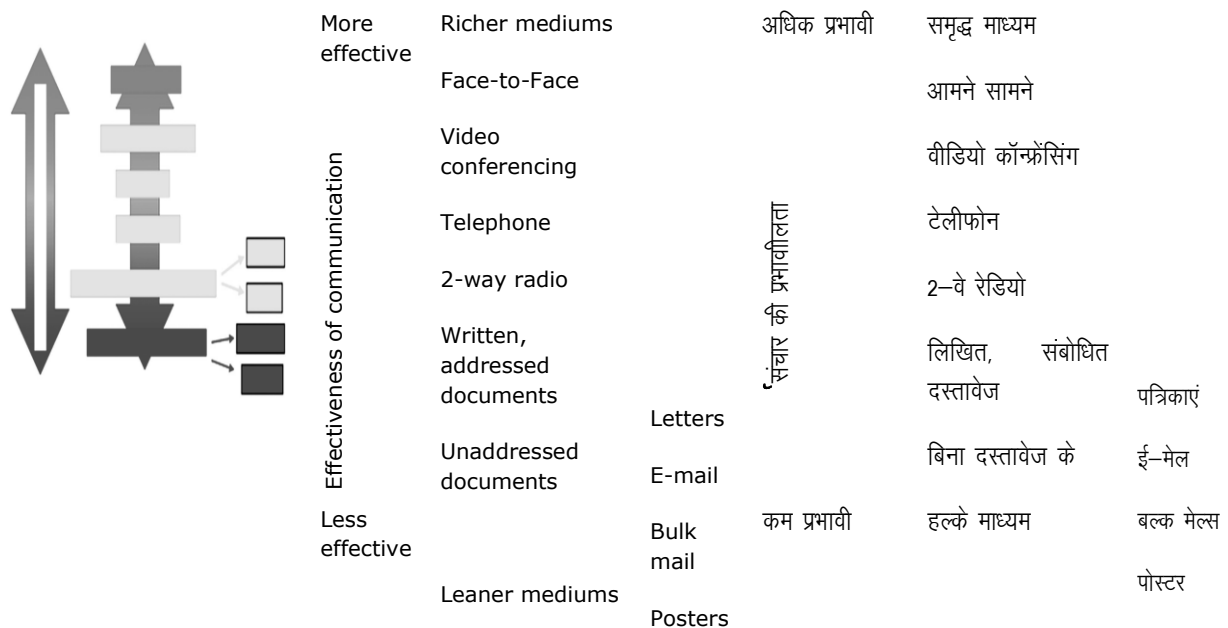 More
effective
Richer mediums
Face-to-Face
Video
conferencing
Telephone
2-way radio
Written,
addressed
documents
Unaddressed
documents
Leaner mediums
Effectiveness of communication
Less
effective
Letters
E-mail
Bulk
mail
Posters
अधिक प्रभावी
समृद्ध माध्यम
आमने सामने
वीडियो कॉन्फ्रेंसिंग
टेलीफोन
2–वे रेडियो
लिखित, संबोधित
दस्तावेज
बिना दस्तावेज के
हल्के माध्यम
संचार की प्रभावीलता
कम प्रभावी
पत्रिकाएं
ई–मेल
बल्क मेल्स
पोस्टर